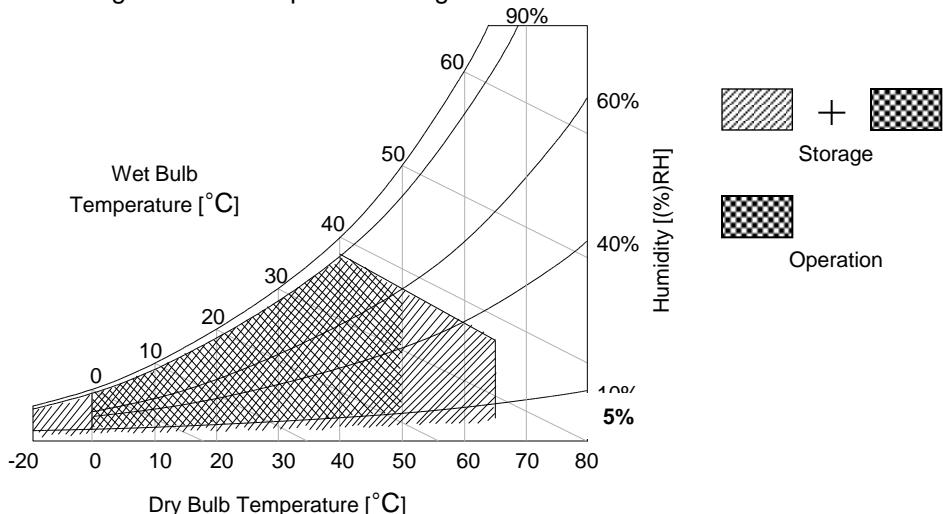 90%
60
60%
50
Wet Bulb
Temperature [°C]
Storage
40
40%
Humidity [(%)RH]
30
Operation
20
10
0
10%
5%
-20 0 10 20 30 40 50 60 70 80
Dry Bulb Temperature [°C]